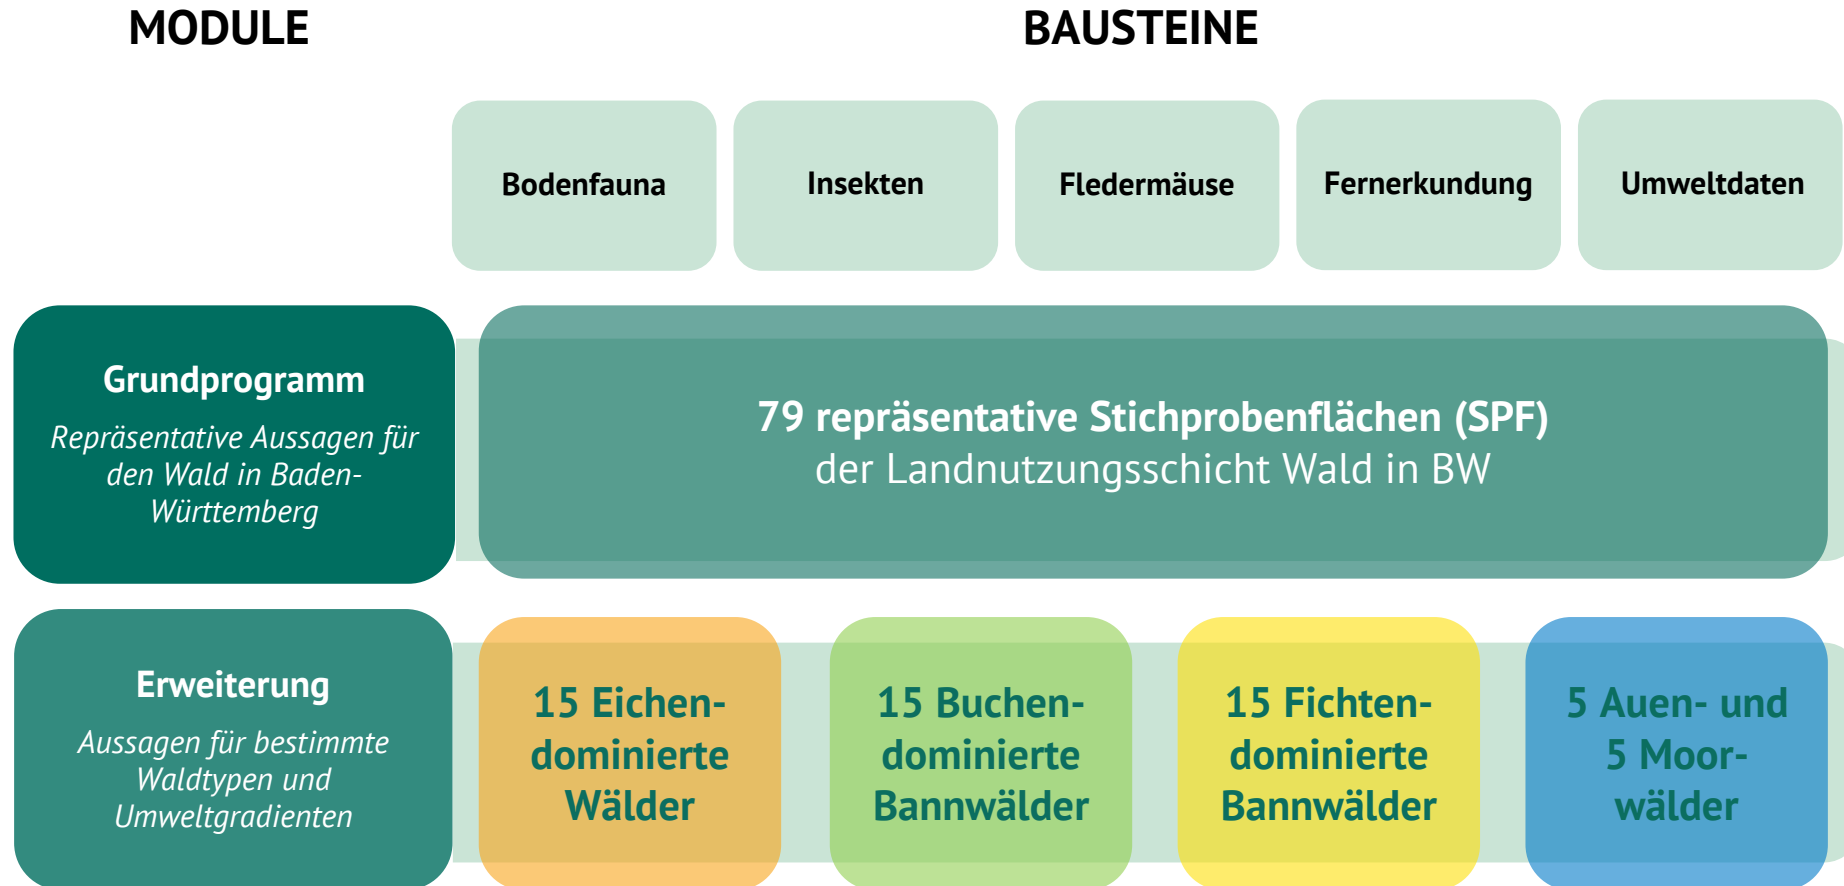 MODULE
BAUSTEINE
Bodenfauna
Insekten
Fledermäuse
Fernerkundung
Umweltdaten
Grundprogramm
Repräsentative Aussagen für
den Wald in Baden-
Württemberg
79 repräsentative Stichprobenflächen (SPF)
der Landnutzungsschicht Wald in BW
Erweiterung
Aussagen für bestimmte
Waldtypen und
Umweltgradienten
15 Eichen-
dominierte
Wälder
15 Buchen-
dominierte
Bannwälder
15 Fichten-
dominierte
Bannwälder
5 Auen- und
5 Moor-
wälder